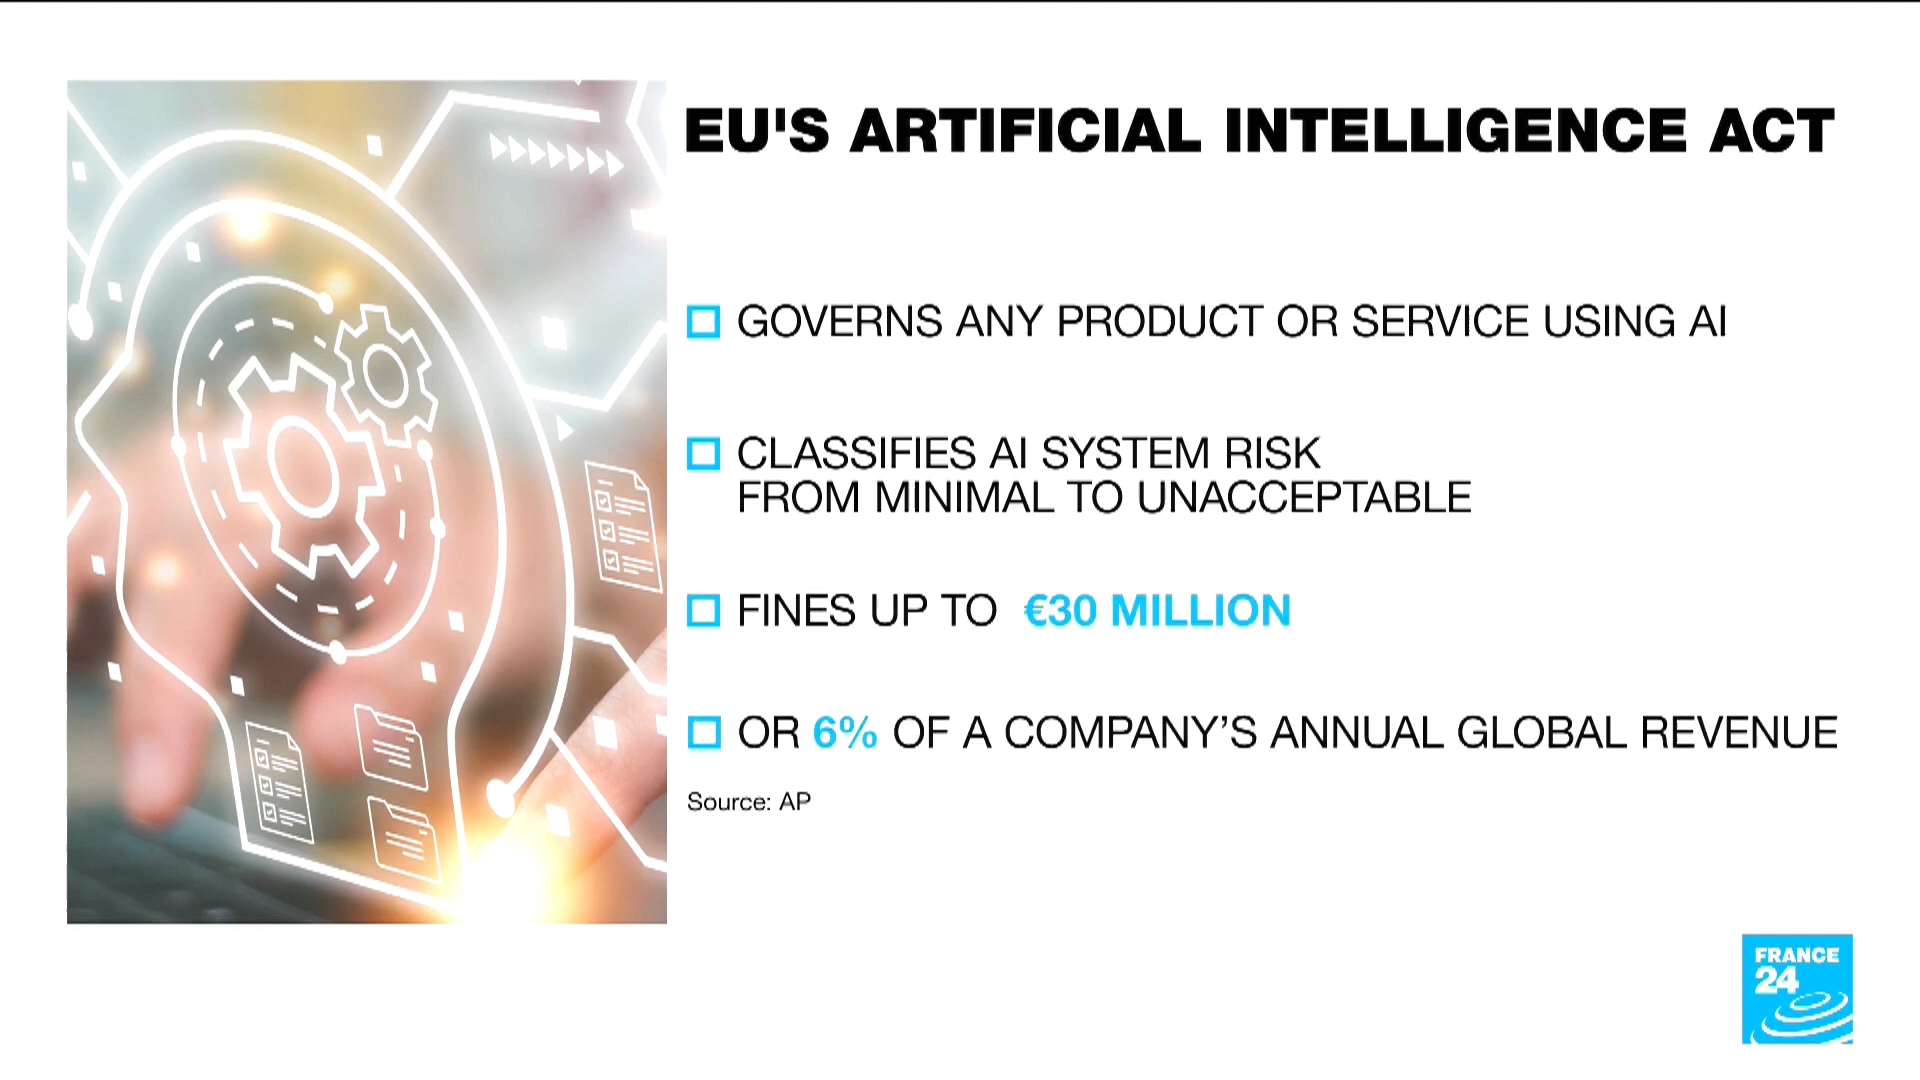 EU'S ARTIFICIAL INTELLIGENCE ACT
GOVERNS ANY PRODUCT OR SERVICE USING AI
CLASSIFIES AI SYSTEM RISK
FROM MINIMAL TO UNACCEPTABLE
FINES UP TO €30 MILLION
OR 6% OF A COMPANY’S ANNUAL GLOBAL REVENUE
Source: AP
FRANCE
24